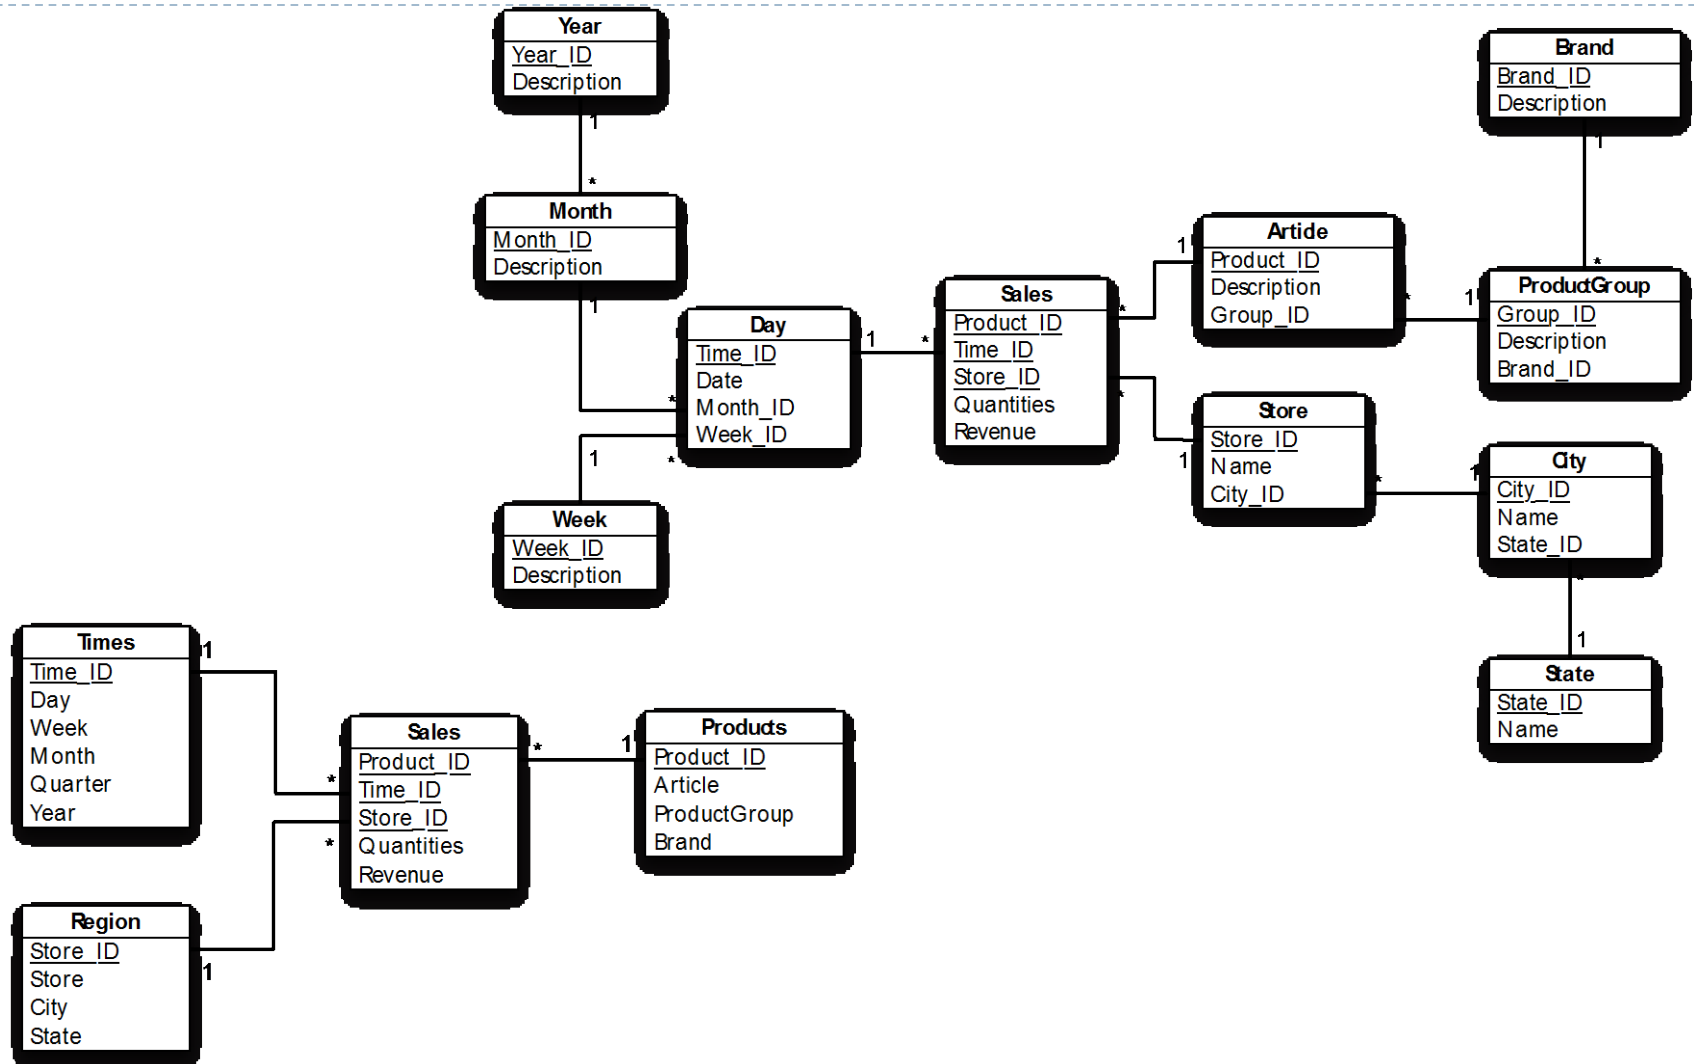 Year
Year_ID
Description
1
*
Month
Month_ID
Description
1
*
Day
Time_ID
Date
Month_ID
Week_ID
*
1
Week
Week_ID
Description
1
*
Sales
Product_ID
Time_ID
Store_ID
Quantities
Revenue
*
1
Article
Product_ID
Description
Group_ID
*
1
ProductGroup
Group_ID
Description
Brand_ID
*
1
Brand
Brand_ID
Description
*
1
Store
Store_ID
Name
City_ID
*
1
City
City_ID
Name
State_ID
*
1
State
State_ID
Name
Times
Time_ID
Day
Week
Month
Quarter
Year
1
*
Sales
Product_ID
Time_ID
Store_ID
Quantities
Revenue
*
1
Products
Product_ID
Article
ProductGroup
Brand
*
1
Region
Store_ID
Store
City
State